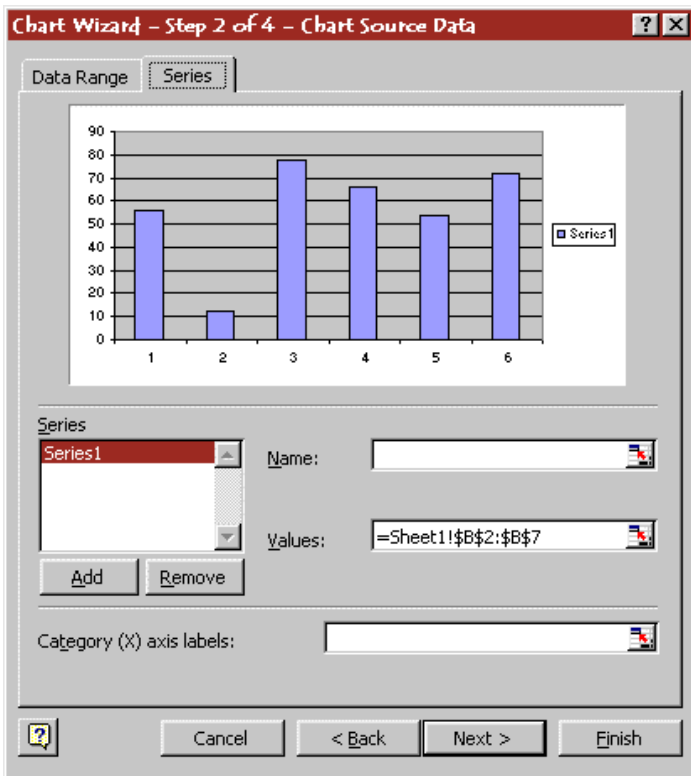 Chart Wizard – Step 2 of 4 – Chart Source Data
Data Range
Series
90
80
70
60
50
40
30
20
10
0
1 2 3 4 5 6
Series1
Series
Series1
Name:
Values: =Sheet1!$B$2:$B$7
Add Remove
Category (X) axis labels:
? Cancel < Back Next > Finish